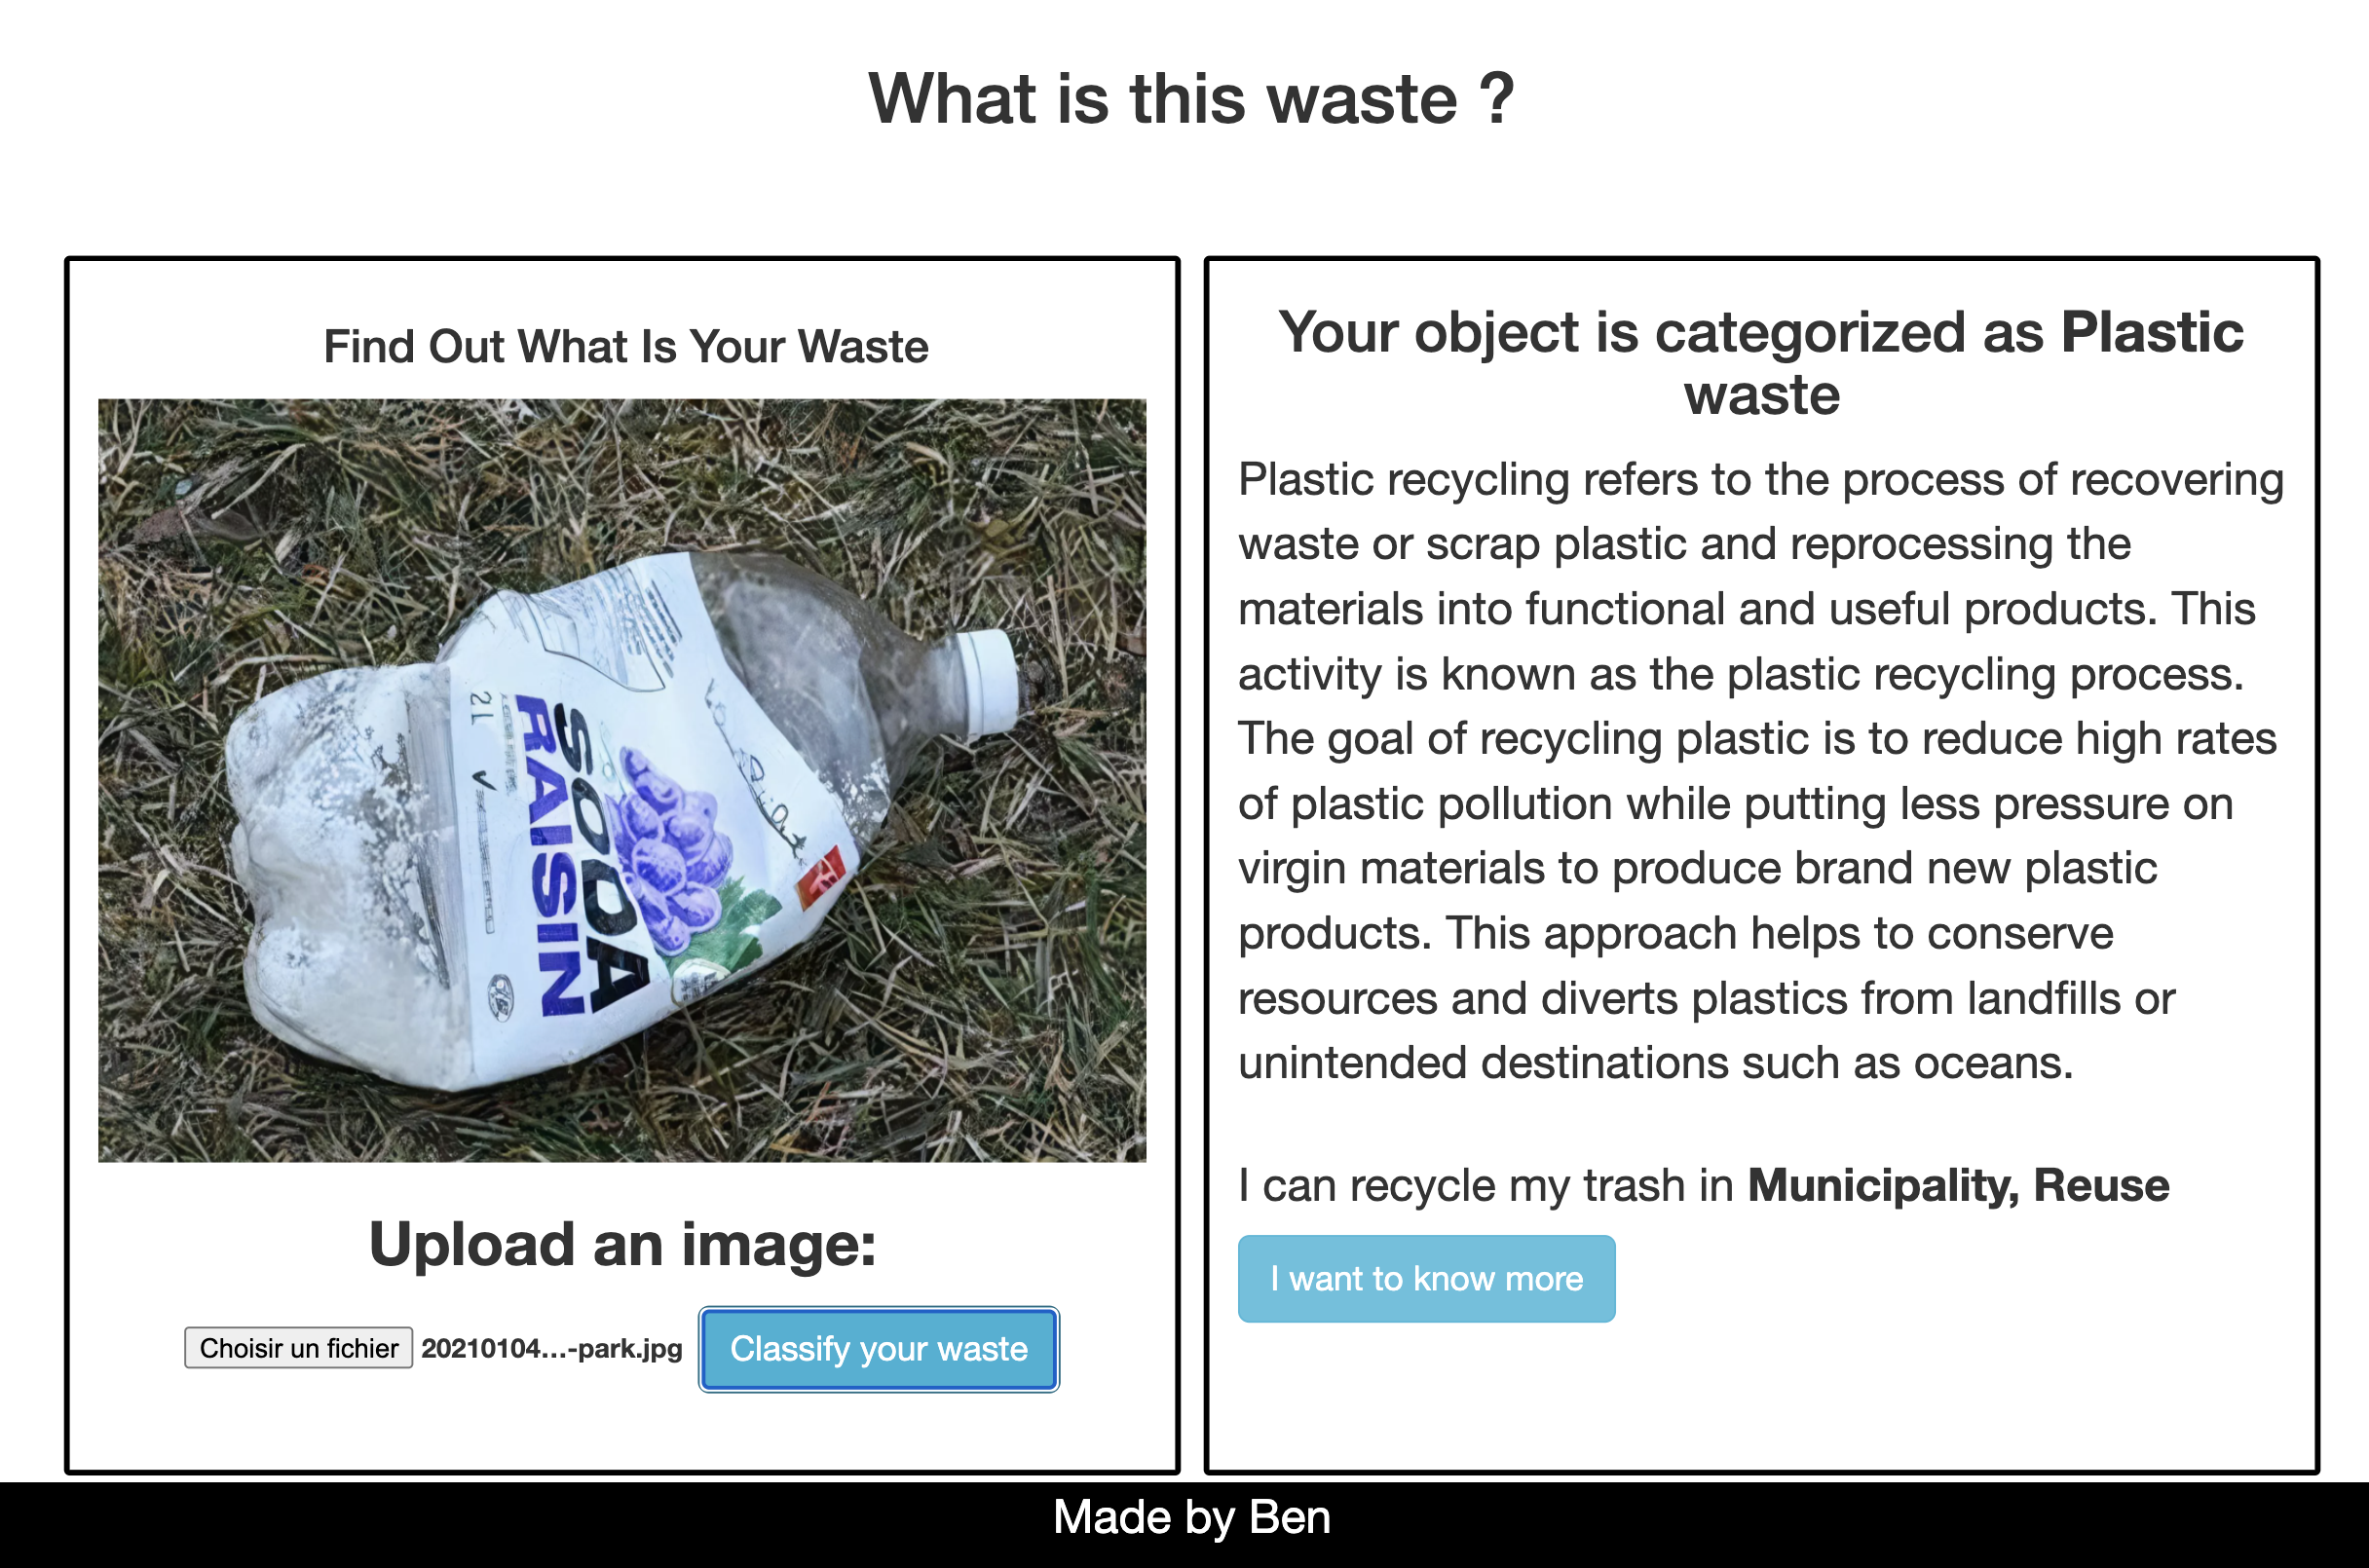 What is this waste ?
Find Out What Is Your Waste
12
SODA
RAISIN
Upload an image:
Choisir un fichier 20210104...-park.jpg Classify your waste
Your object is categorized as Plastic
waste
Plastic recycling refers to the process of recovering
waste or scrap plastic and reprocessing the
materials into functional and useful products. This
activity is known as the plastic recycling process.
The goal of recycling plastic is to reduce high rates
of plastic pollution while putting less pressure on
virgin materials to produce brand new plastic
products. This approach helps to conserve
resources and diverts plastics from landfills or
unintended destinations such as oceans.
I can recycle my trash in Municipality, Reuse
I want to know more
Made by Ben